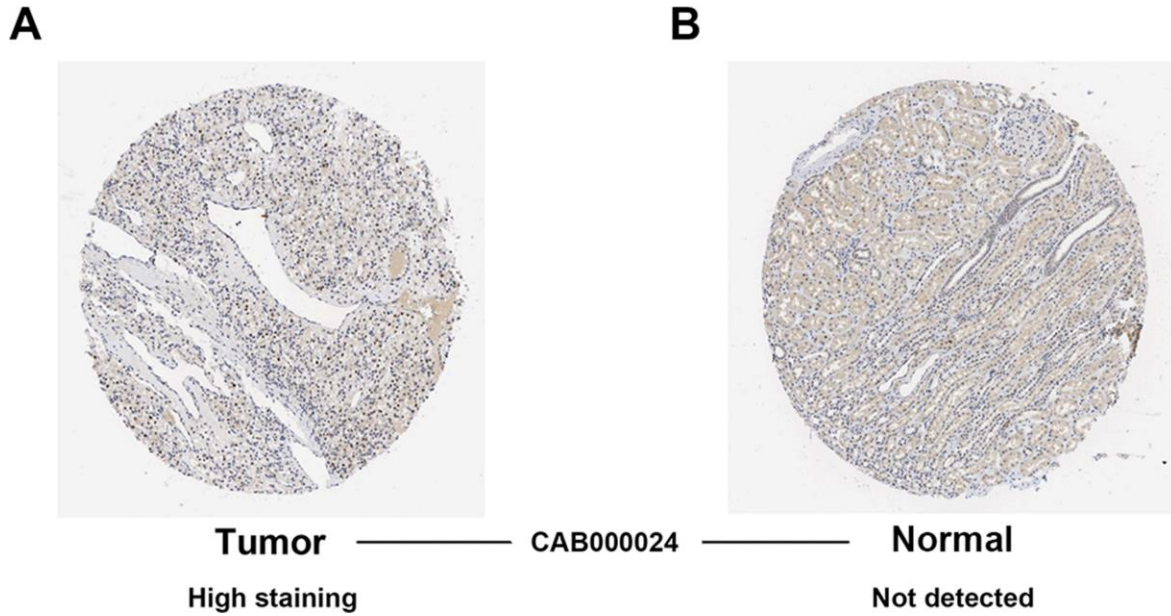 A
B
Tumor
CAB000024
Normal
High staining
Not detected